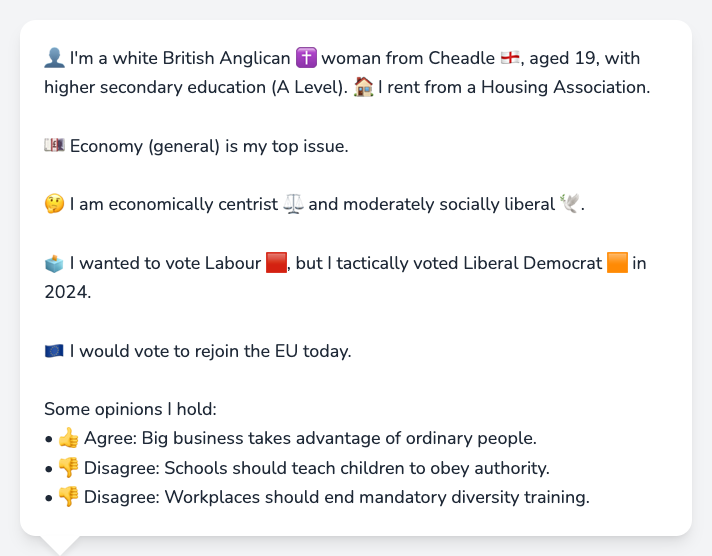 👤 I'm a white British Anglican ✝️ woman from Cheadle 🏴󠁧󠁢󠁥󠁮󠁧󠁿, aged 19, with
higher secondary education (A Level). 🏠 I rent from a Housing Association.
💷 Economy (general) is my top issue.
🤔 I am economically centrist ⚖️ and moderately socially liberal 🕊️.
🗳️ I wanted to vote Labour 🟥, but I tactically voted Liberal Democrat 🟧 in
2024.
🇪🇺 I would vote to rejoin the EU today.
Some opinions I hold:
• 👍 Agree: Big business takes advantage of ordinary people.
• 👎 Disagree: Schools should teach children to obey authority.
• 👎 Disagree: Workplaces should end mandatory diversity training.